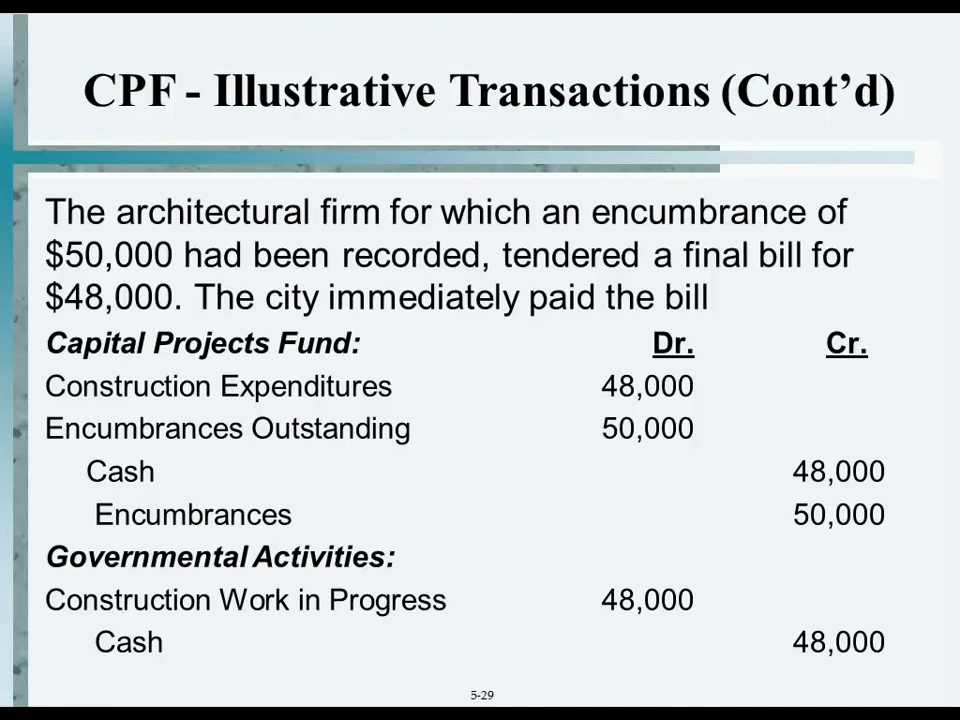 CPF - Illustrative Transactions (Cont’d)
The architectural firm for which an encumbrance of
$50,000 had been recorded, tendered a final bill for
$48,000. The city immediately paid the bill
Capital Projects Fund: Dr. Cr.
Construction Expenditures 48,000
Encumbrances Outstanding 50,000
Cash 48,000
Encumbrances 50,000
Governmental Activities:
Construction Work in Progress 48,000
Cash 48,000
5-29